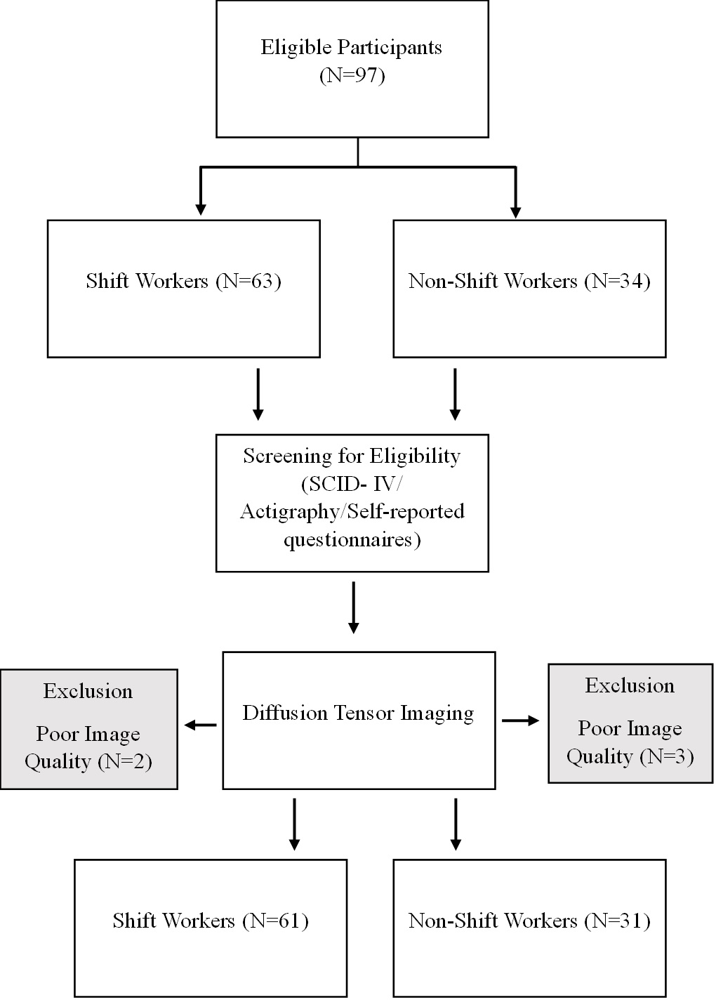 Eligible Participants
(N=97)
Shift Workers (N=63)
Non-Shift Workers (N=34)
Screening for Eligibility
(SCID- IV/
Actigraphy/Self-reported
questionnaires)
Exclusion
Poor Image
Quality (N=2)
Diffusion Tensor Imaging
Exclusion
Poor Image
Quality (N=3)
Shift Workers (N=61)
Non-Shift Workers (N=31)